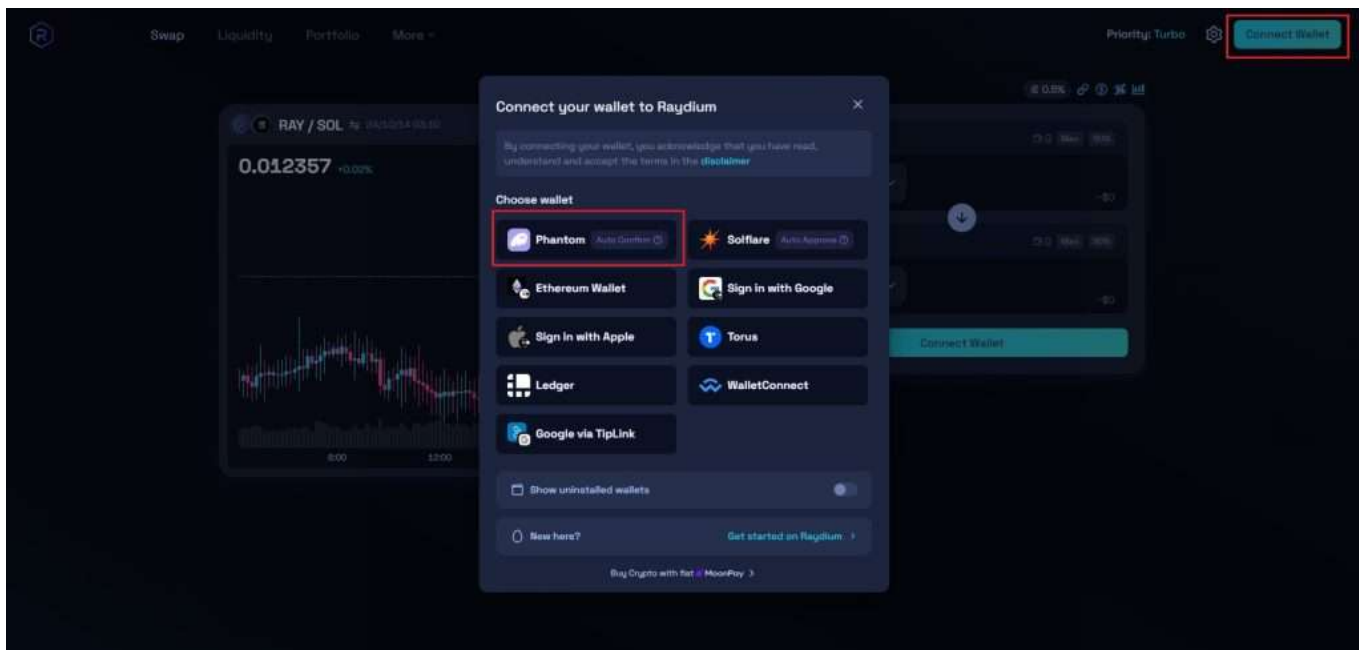 Swap Liquidity Portfolio More
Priority: Turbo
Connect Wallet
Connect your wallet to Raydium
RAY / SOL
By connecting your wallet, you acknowledge that you have read,
understand and accept the terms in the disclaimer
0.012357 +0.02%
Choose wallet
Phantom Auto Confirm
Solflare Auto Approve
Ethereum Wallet
Sign in with Google
Sign in with Apple
Torus
Connect Wallet
Ledger
WalletConnect
Google via TipLink
8:00 12:00
Show uninstalled wallets
New here?
Get started on Raydium
Buy Crypto with fiat MoonPay